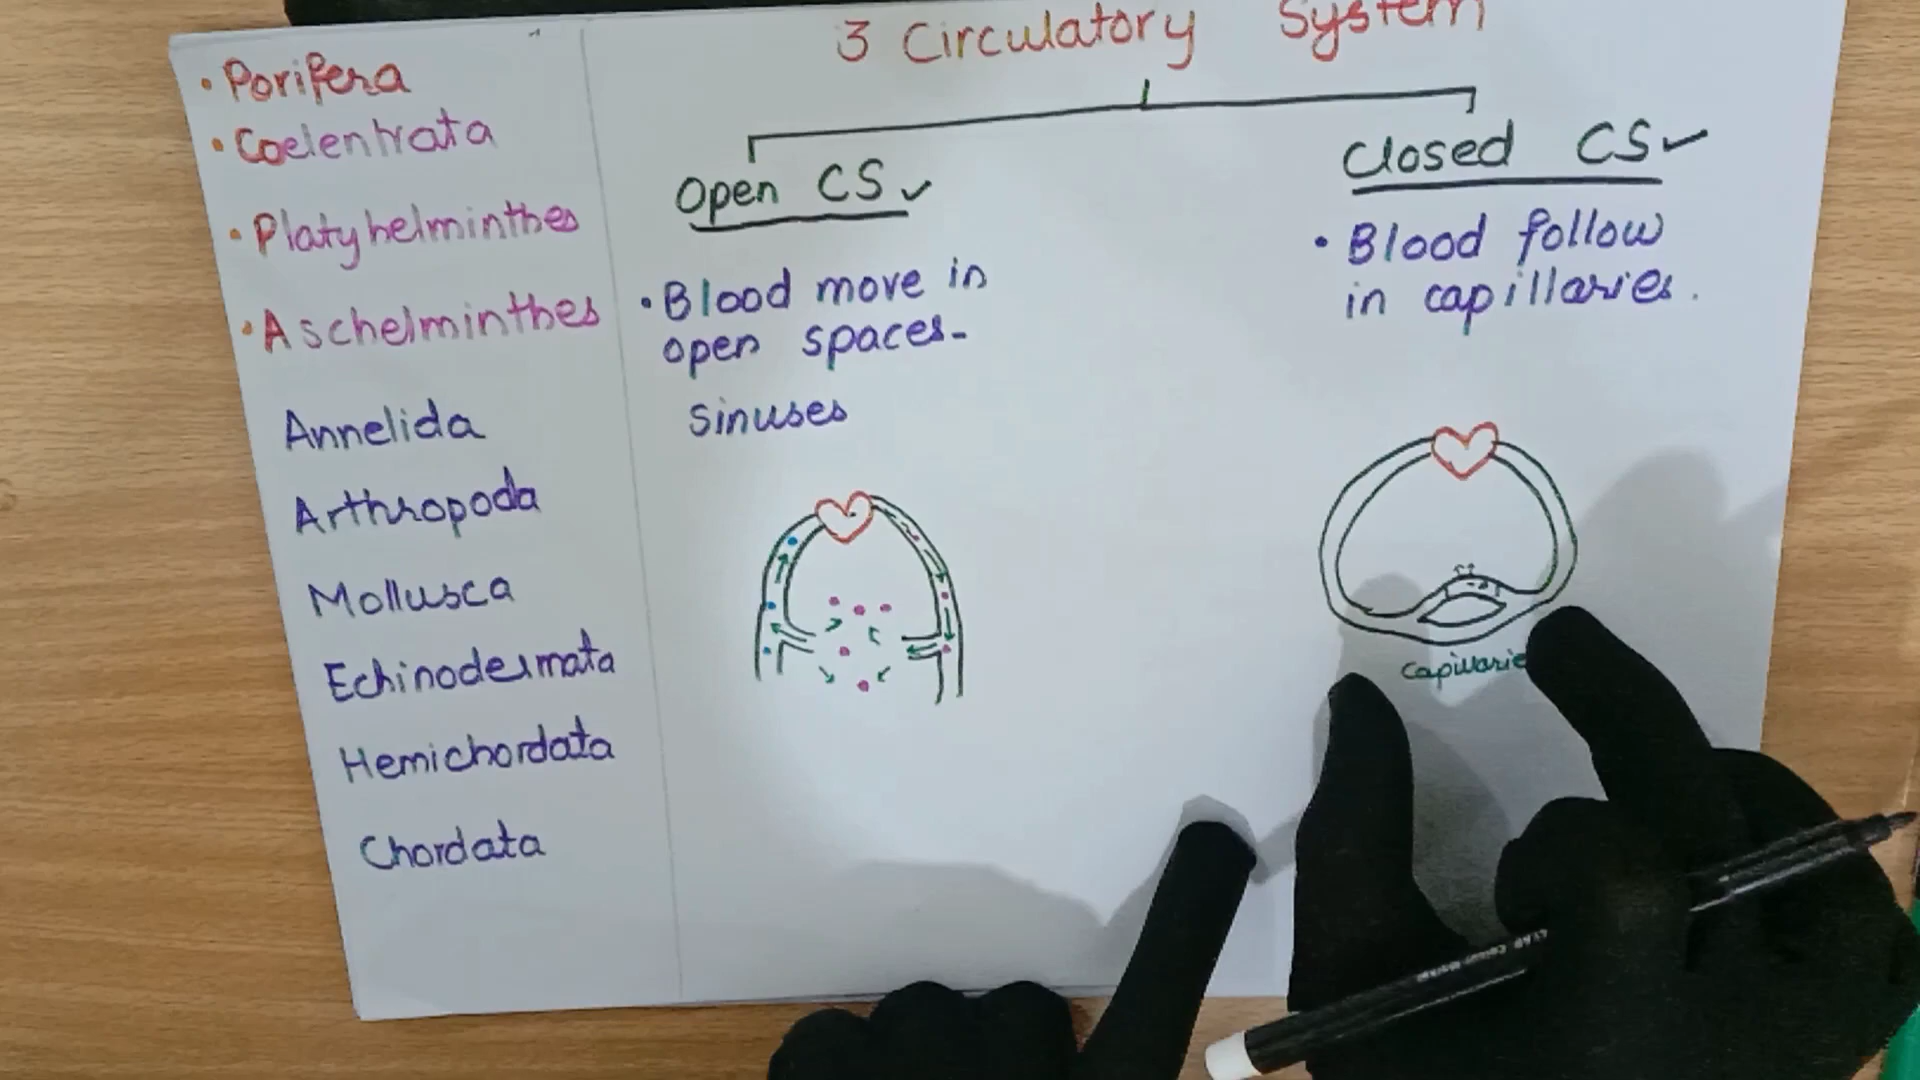 3 Circulatory System
• Porifera
• Coelentrata
• Platyhelminthes
• Aschelminthes
Annelida
Arthropoda
Mollusca
Echinodermata
Hemichordata
Chordata
Open CS ✓
• Blood move in
open spaces-
sinuses
Closed CS ✓
• Blood follow
in capillaries.
Capillarie